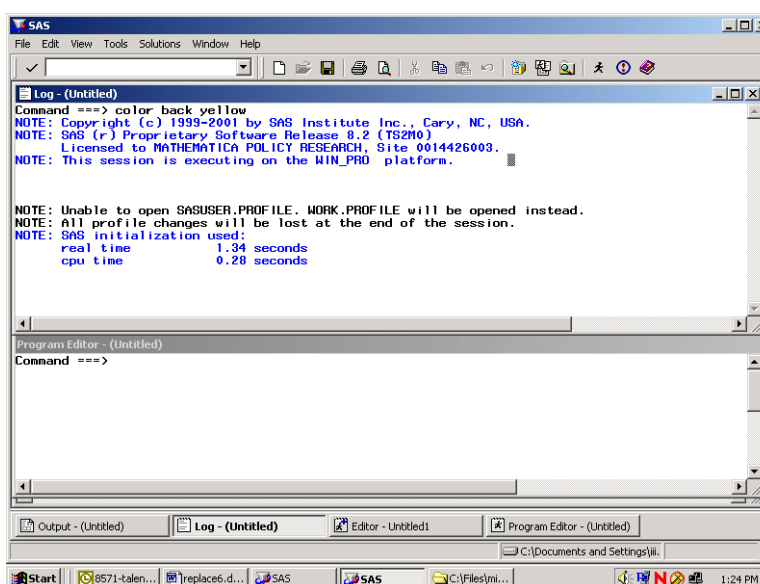 SAS
File Edit View Tools Solutions Window Help
Log - (Untitled)
Command ===> color back yellow
NOTE: Copyright (c) 1999-2001 by SAS Institute Inc., Cary, NC, USA.
NOTE: SAS (r) Proprietary Software Release 8.2 (TS2M0)
Licensed to MATHEMATICA POLICY RESEARCH, Site 0014426003.
NOTE: This session is executing on the WIN_PRO platform.
NOTE: Unable to open SASUSER.PROFILE. WORK.PROFILE will be opened instead.
NOTE: All profile changes will be lost at the end of the session.
NOTE: SAS initialization used:
real time 1.34 seconds
cpu time 0.28 seconds
Program Editor - (Untitled)
Command ===>
Output - (Untitled) Log - (Untitled) Editor - Untitled1 Program Editor - (Untitled)
C:\Documents and Settings\iii.
Start 8571-talen... replace6.d... SAS SAS C:\Files\mi... 1:24 PM